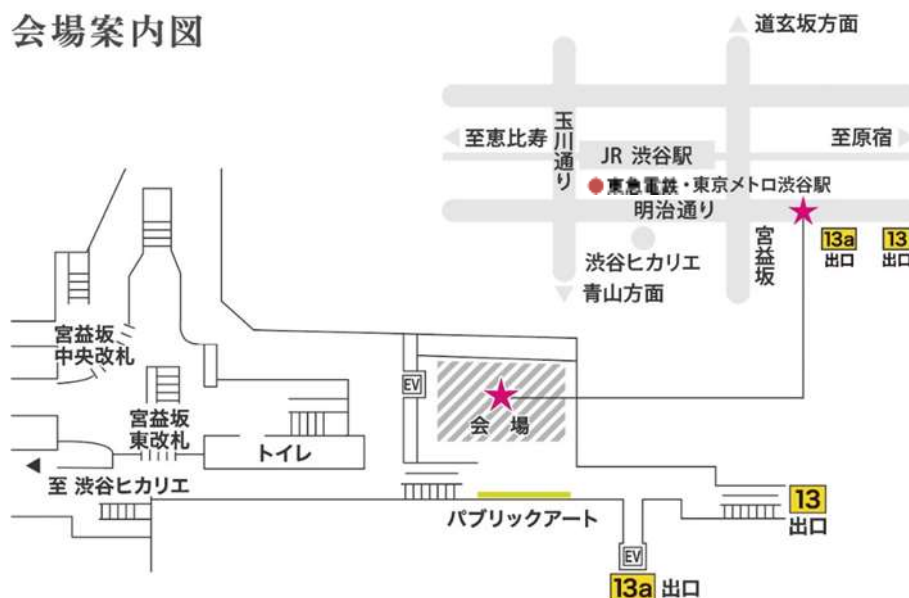 会場案内図
道玄坂方面
玉川通り
至恵比寿
至原宿
JR 渋谷駅
東急電鉄・東京メトロ渋谷駅
明治通り
宮益坂
13a
出口
13
出口
渋谷ヒカリエ
青山方面
宮益坂
中央改札
EV
会 場
宮益坂
東改札
トイレ
至 渋谷ヒカリエ
パブリックアート
13
出口
EV
13a 出口